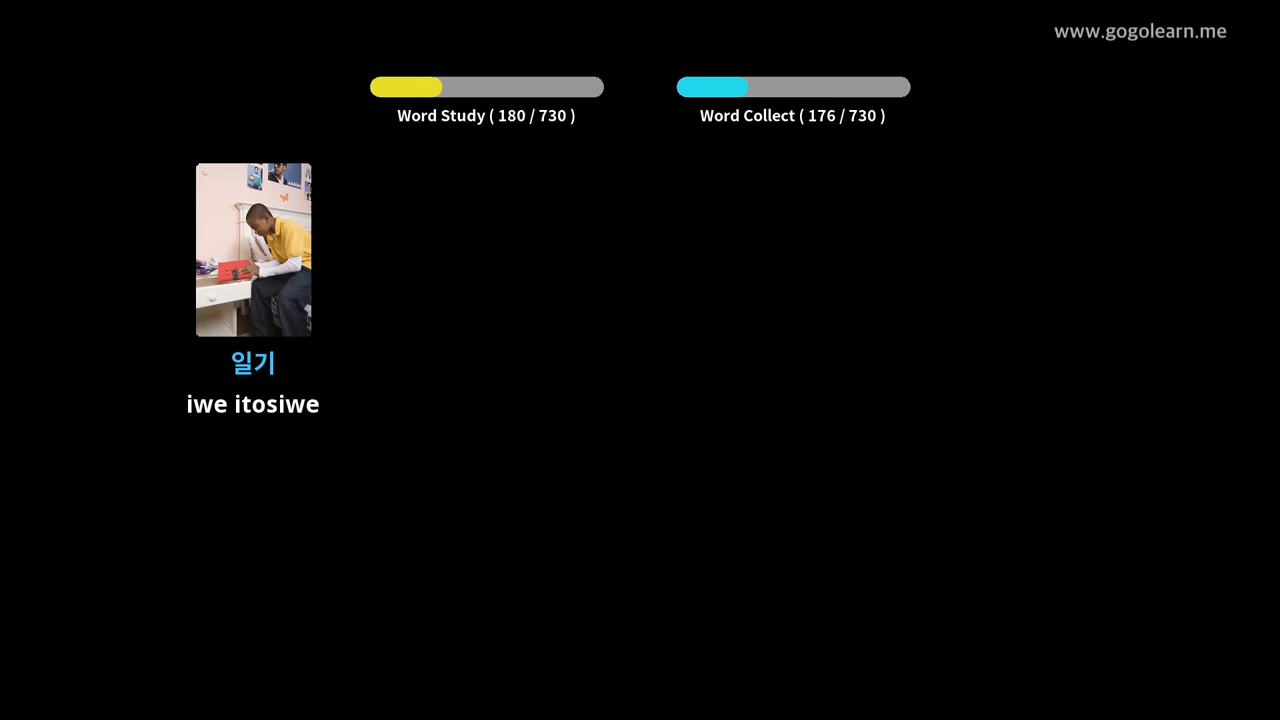 www.gogolearn.me
Word Study ( 180 / 730 )
Word Collect ( 176 / 730 )
일기
iwe itosiwe